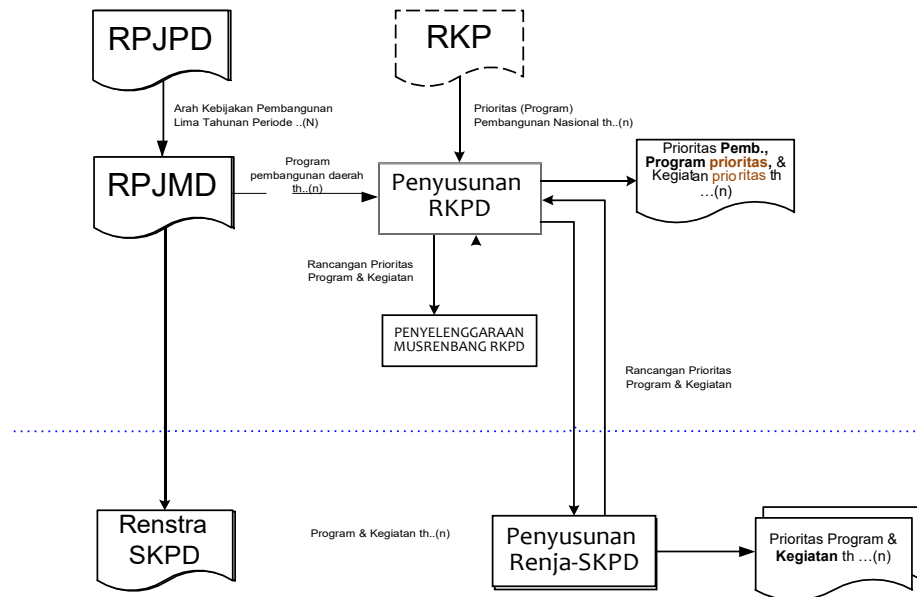 RPJPD
RKP
Arah Kebijakan Pembangunan
Lima Tahunan Periode ..(N)
Prioritas (Program)
Pembangunan Nasional th..(n)
RPJMD
Program
pembangunan daerah
th..(n)
Penyusunan
RKPD
Prioritas Pemb.,
Program prioritas, &
Kegiatan prioritas th
…(n)
Rancangan Prioritas
Program & Kegiatan
PENYELENGGARAAN
MUSRENBANG RKPD
Rancangan Prioritas
Program & Kegiatan
Renstra
SKPD
Program & Kegiatan th..(n)
Penyusunan
Renja-SKPD
Prioritas Program &
Kegiatan th …(n)